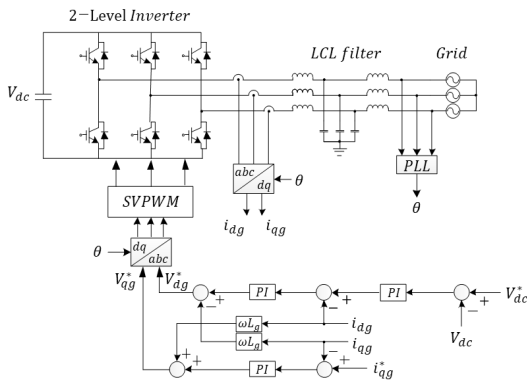 2−Level Inverter
LCL filter
Grid
V_dc
abc
dq
θ
PLL
θ
SVPWM
i_dg
i_qg
θ
dq
abc
V*_qg
V*_dg
PI
PI
V*_dc
V_dc
ωL_g
i_dg
ωL_g
i_qg
PI
i*_qg
− +
− +
− +
− +
+ +
− +